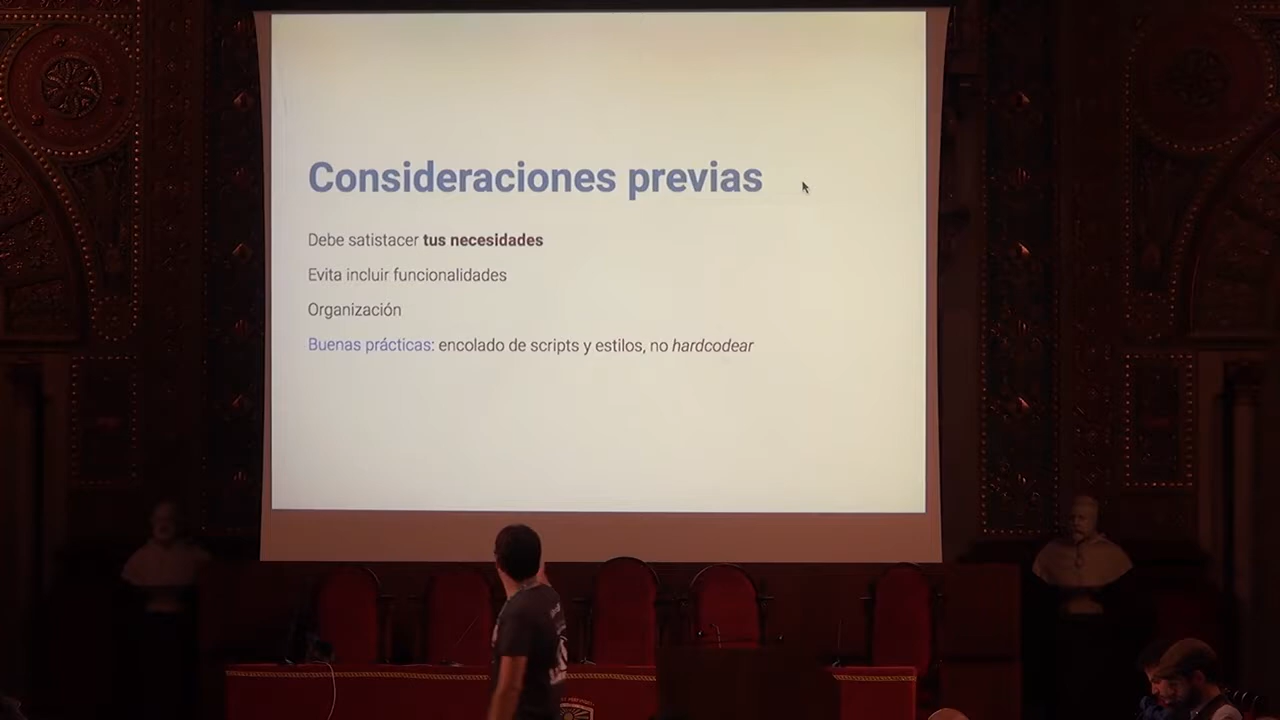 Consideraciones previas
Debe satistacer tus necesidades
Evita incluir funcionalidades
Organización
Buenas prácticas: encolado de scripts y estilos, no hardcodear